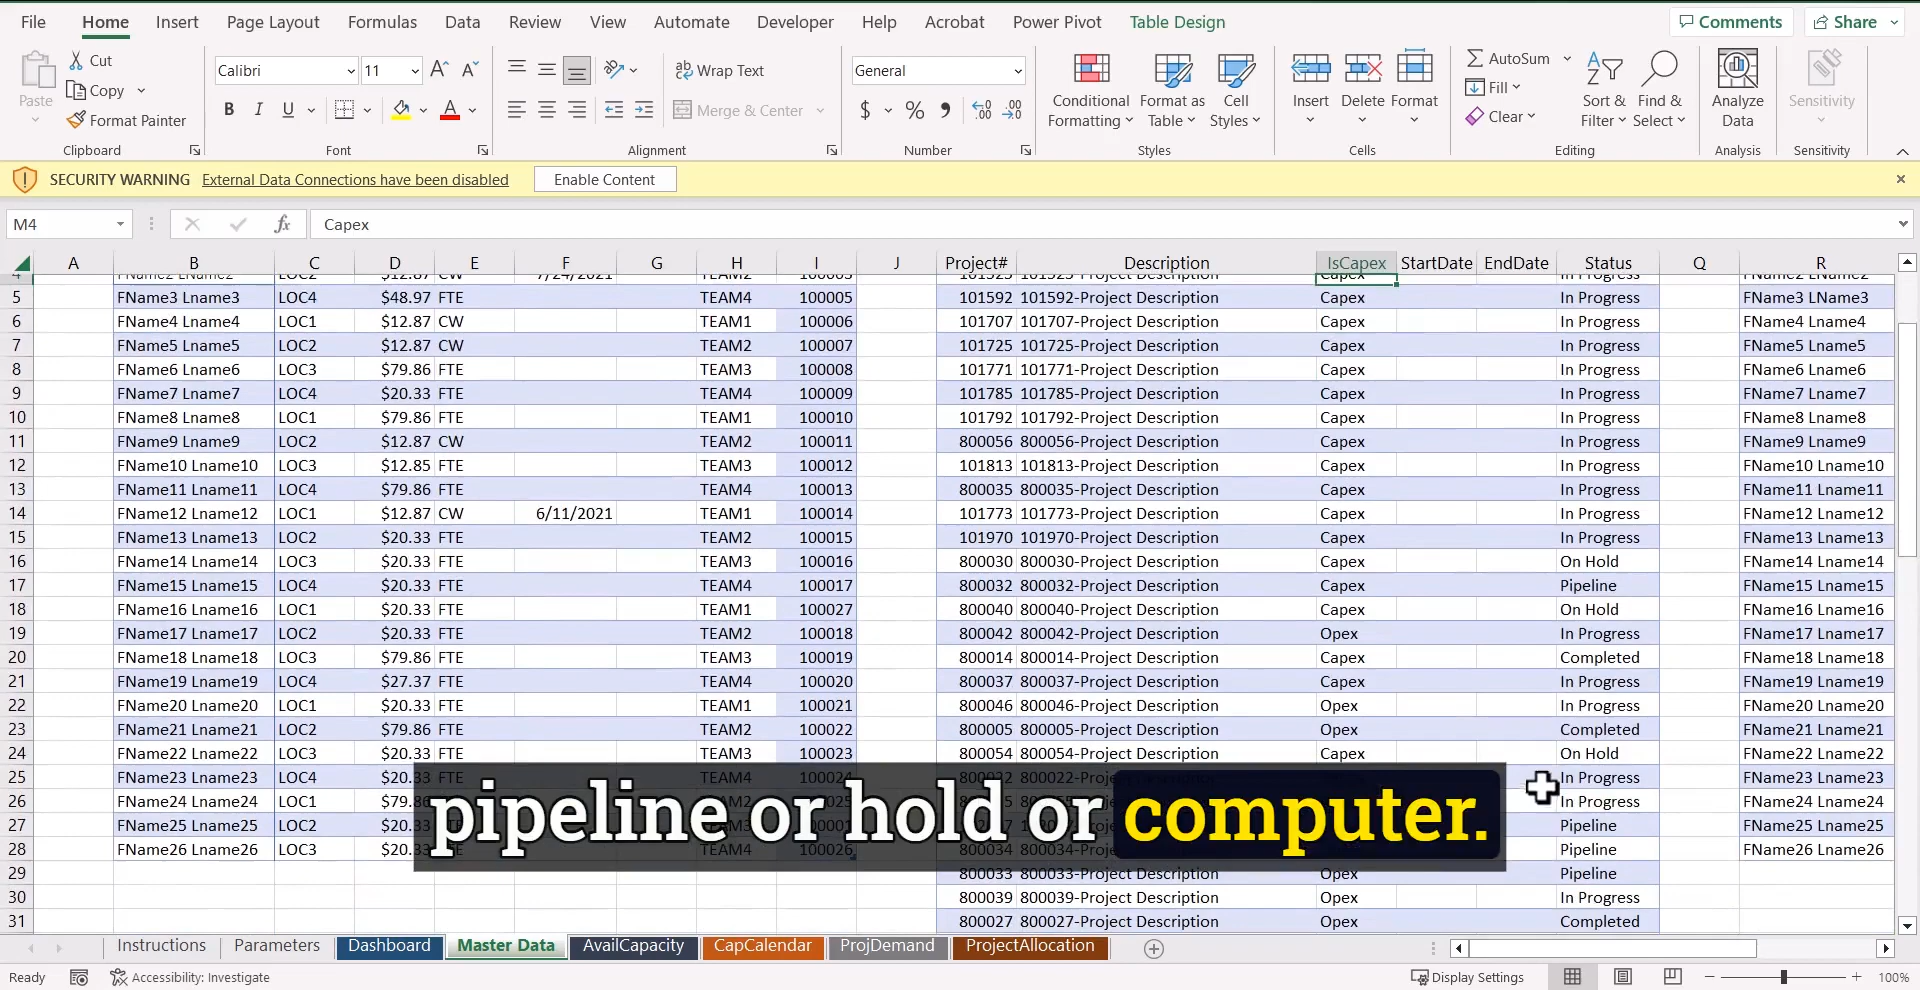 File Home Insert Page Layout Formulas Data Review View Automate Developer Help Acrobat Power Pivot Table Design Comments Share
Cut
Copy
Format Painter
Paste
Clipboard
Calibri 11
B I U
Font
Wrap Text
Merge & Center
Alignment
General
$ % ,
Number
Conditional Formatting
Format as Table
Cell Styles
Styles
Insert Delete Format
Cells
AutoSum
Fill
Clear
Sort & Filter
Find & Select
Editing
Analyze Data
Analysis
Sensitivity
Sensitivity
SECURITY WARNING External Data Connections have been disabled Enable Content
M4 fx Capex
A B C D E F G H I J Project# Description IsCapex StartDate EndDate Status Q R
5 FName3 Lname3 LOC4 $48.97 FTE TEAM4 100005 101592 101592-Project Description Capex In Progress FName3 LName3
6 FName4 Lname4 LOC1 $12.87 CW TEAM1 100006 101707 101707-Project Description Capex In Progress FName4 Lname4
7 FName5 Lname5 LOC2 $12.87 CW TEAM2 100007 101725 101725-Project Description Capex In Progress FName5 Lname5
8 FName6 Lname6 LOC3 $79.86 FTE TEAM3 100008 101771 101771-Project Description Capex In Progress FName6 Lname6
9 FName7 Lname7 LOC4 $20.33 FTE TEAM4 100009 101785 101785-Project Description Capex In Progress FName7 Lname7
10 FName8 Lname8 LOC1 $79.86 FTE TEAM1 100010 101792 101792-Project Description Capex In Progress FName8 Lname8
11 FName9 Lname9 LOC2 $12.87 CW TEAM2 100011 800056 800056-Project Description Capex In Progress FName9 Lname9
12 FName10 Lname10 LOC3 $12.85 FTE TEAM3 100012 101813 101813-Project Description Capex In Progress FName10 Lname10
13 FName11 Lname11 LOC4 $79.86 FTE TEAM4 100013 800035 800035-Project Description Capex In Progress FName11 Lname11
14 FName12 Lname12 LOC1 $12.87 CW 6/11/2021 TEAM1 100014 101773 101773-Project Description Capex In Progress FName12 Lname12
15 FName13 Lname13 LOC2 $20.33 FTE TEAM2 100015 101970 101970-Project Description Capex In Progress FName13 Lname13
16 FName14 Lname14 LOC3 $20.33 FTE TEAM3 100016 800030 800030-Project Description Capex On Hold FName14 Lname14
17 FName15 Lname15 LOC4 $20.33 FTE TEAM4 100017 800032 800032-Project Description Capex Pipeline FName15 Lname15
18 FName16 Lname16 LOC1 $20.33 FTE TEAM1 100027 800040 800040-Project Description Capex On Hold FName16 Lname16
19 FName17 Lname17 LOC2 $20.33 FTE TEAM2 100018 800042 800042-Project Description Opex In Progress FName17 Lname17
20 FName18 Lname18 LOC3 $79.86 FTE TEAM3 100019 800014 800014-Project Description Capex Completed FName18 Lname18
21 FName19 Lname19 LOC4 $27.37 FTE TEAM4 100020 800037 800037-Project Description Capex In Progress FName19 Lname19
22 FName20 Lname20 LOC1 $20.33 FTE TEAM1 100021 800046 800046-Project Description Opex In Progress FName20 Lname20
23 FName21 Lname21 LOC2 $79.86 FTE TEAM2 100022 800005 800005-Project Description Opex Completed FName21 Lname21
24 FName22 Lname22 LOC3 $20.33 FTE TEAM3 100023 800054 800054-Project Description Capex On Hold FName22 Lname22
25 FName23 Lname23 LOC4 In Progress FName23 Lname23
26 FName24 Lname24 LOC1 In Progress FName24 Lname24
pipeline or hold or computer.
27 FName25 Lname25 LOC2 Pipeline FName25 Lname25
28 FName26 Lname26 LOC3 Pipeline FName26 Lname26
29 800033 800033-Project Description Opex Pipeline
30 800039 800039-Project Description Opex In Progress
31 800027 800027-Project Description Opex Completed
Instructions Parameters Dashboard Master Data AvailCapacity CapCalendar ProjDemand ProjectAllocation
Ready Accessibility: Investigate Display Settings 100%